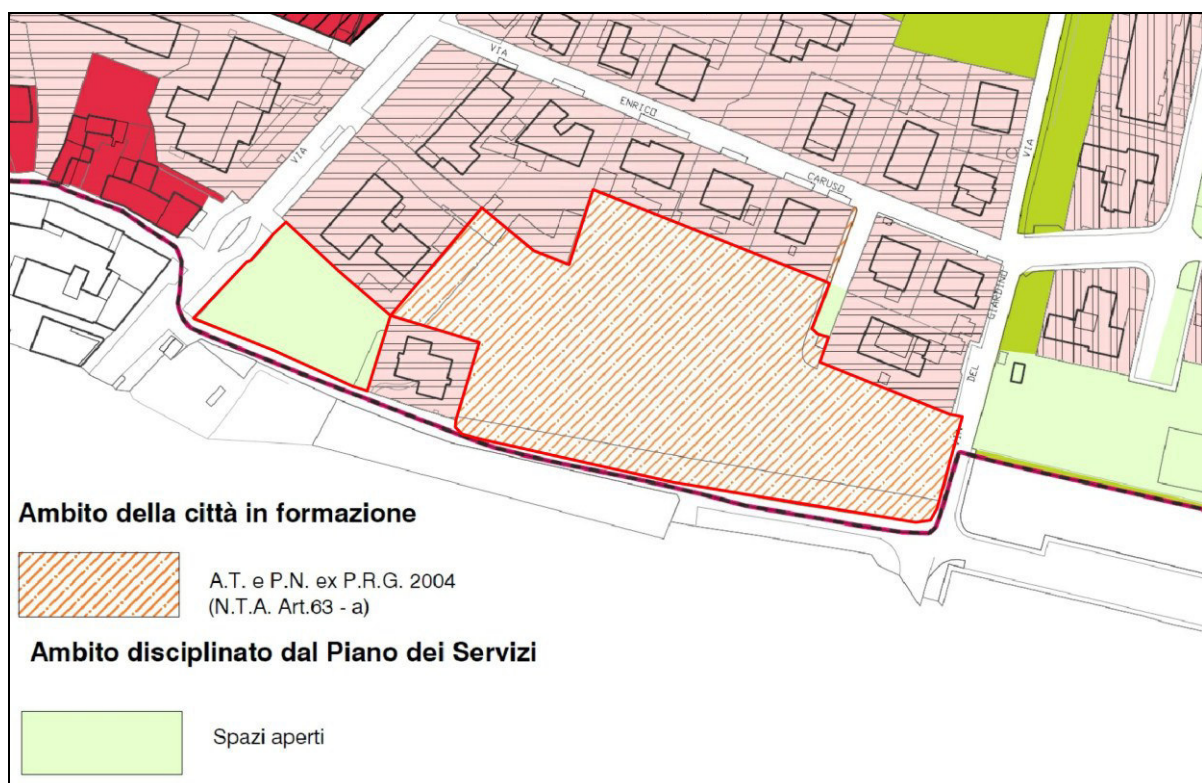 VIA
ENRICO
CARUSO
VIA
VIA
GIARDINO
DEL
Ambito della città in formazione
A.T. e P.N. ex P.R.G. 2004
(N.T.A. Art.63 - a)
Ambito disciplinato dal Piano dei Servizi
Spazi aperti